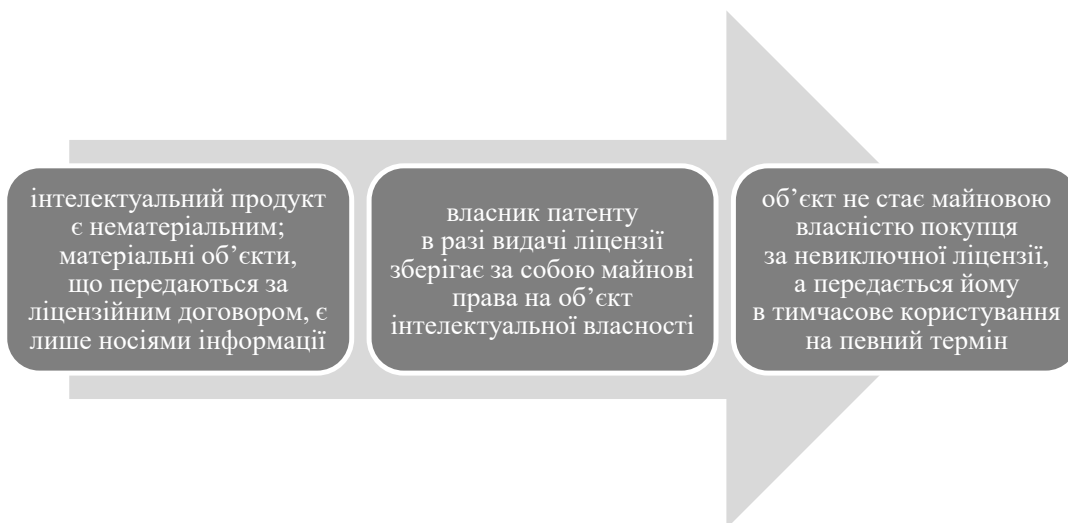 інтелектуальний продукт
є нематеріальним;
матеріальні об’єкти,
що передаються за
ліцензійним договором, є
лише носіями інформації
власник патенту
в разі видачі ліцензії
зберігає за собою майнові
права на об’єкт
інтелектуальної власності
об’єкт не стає майновою
власністю покупця
за невиключної ліцензії,
а передається йому
в тимчасове користування
на певний термін